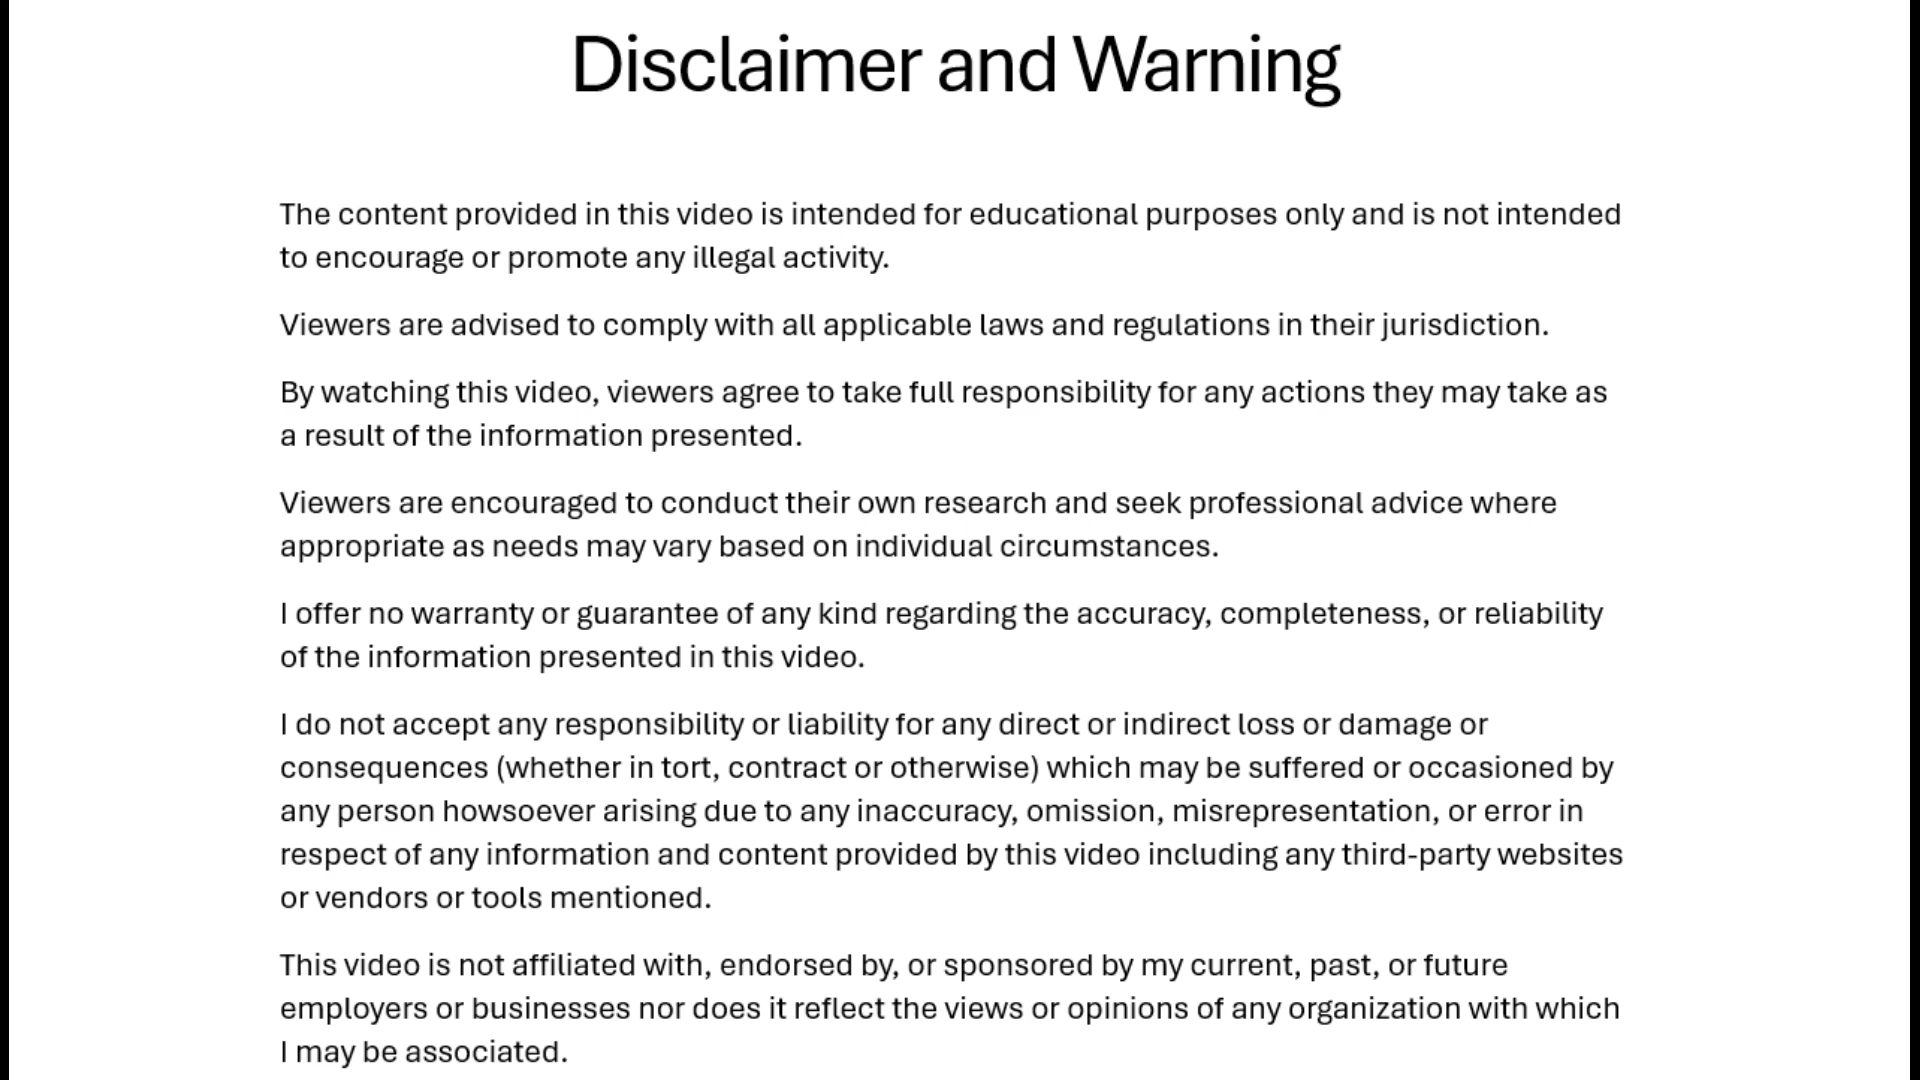 Disclaimer and Warning
The content provided in this video is intended for educational purposes only and is not intended
to encourage or promote any illegal activity.
Viewers are advised to comply with all applicable laws and regulations in their jurisdiction.
By watching this video, viewers agree to take full responsibility for any actions they may take as
a result of the information presented.
Viewers are encouraged to conduct their own research and seek professional advice where
appropriate as needs may vary based on individual circumstances.
I offer no warranty or guarantee of any kind regarding the accuracy, completeness, or reliability
of the information presented in this video.
I do not accept any responsibility or liability for any direct or indirect loss or damage or
consequences (whether in tort, contract or otherwise) which may be suffered or occasioned by
any person howsoever arising due to any inaccuracy, omission, misrepresentation, or error in
respect of any information and content provided by this video including any third-party websites
or vendors or tools mentioned.
This video is not affiliated with, endorsed by, or sponsored by my current, past, or future
employers or businesses nor does it reflect the views or opinions of any organization with which
I may be associated.